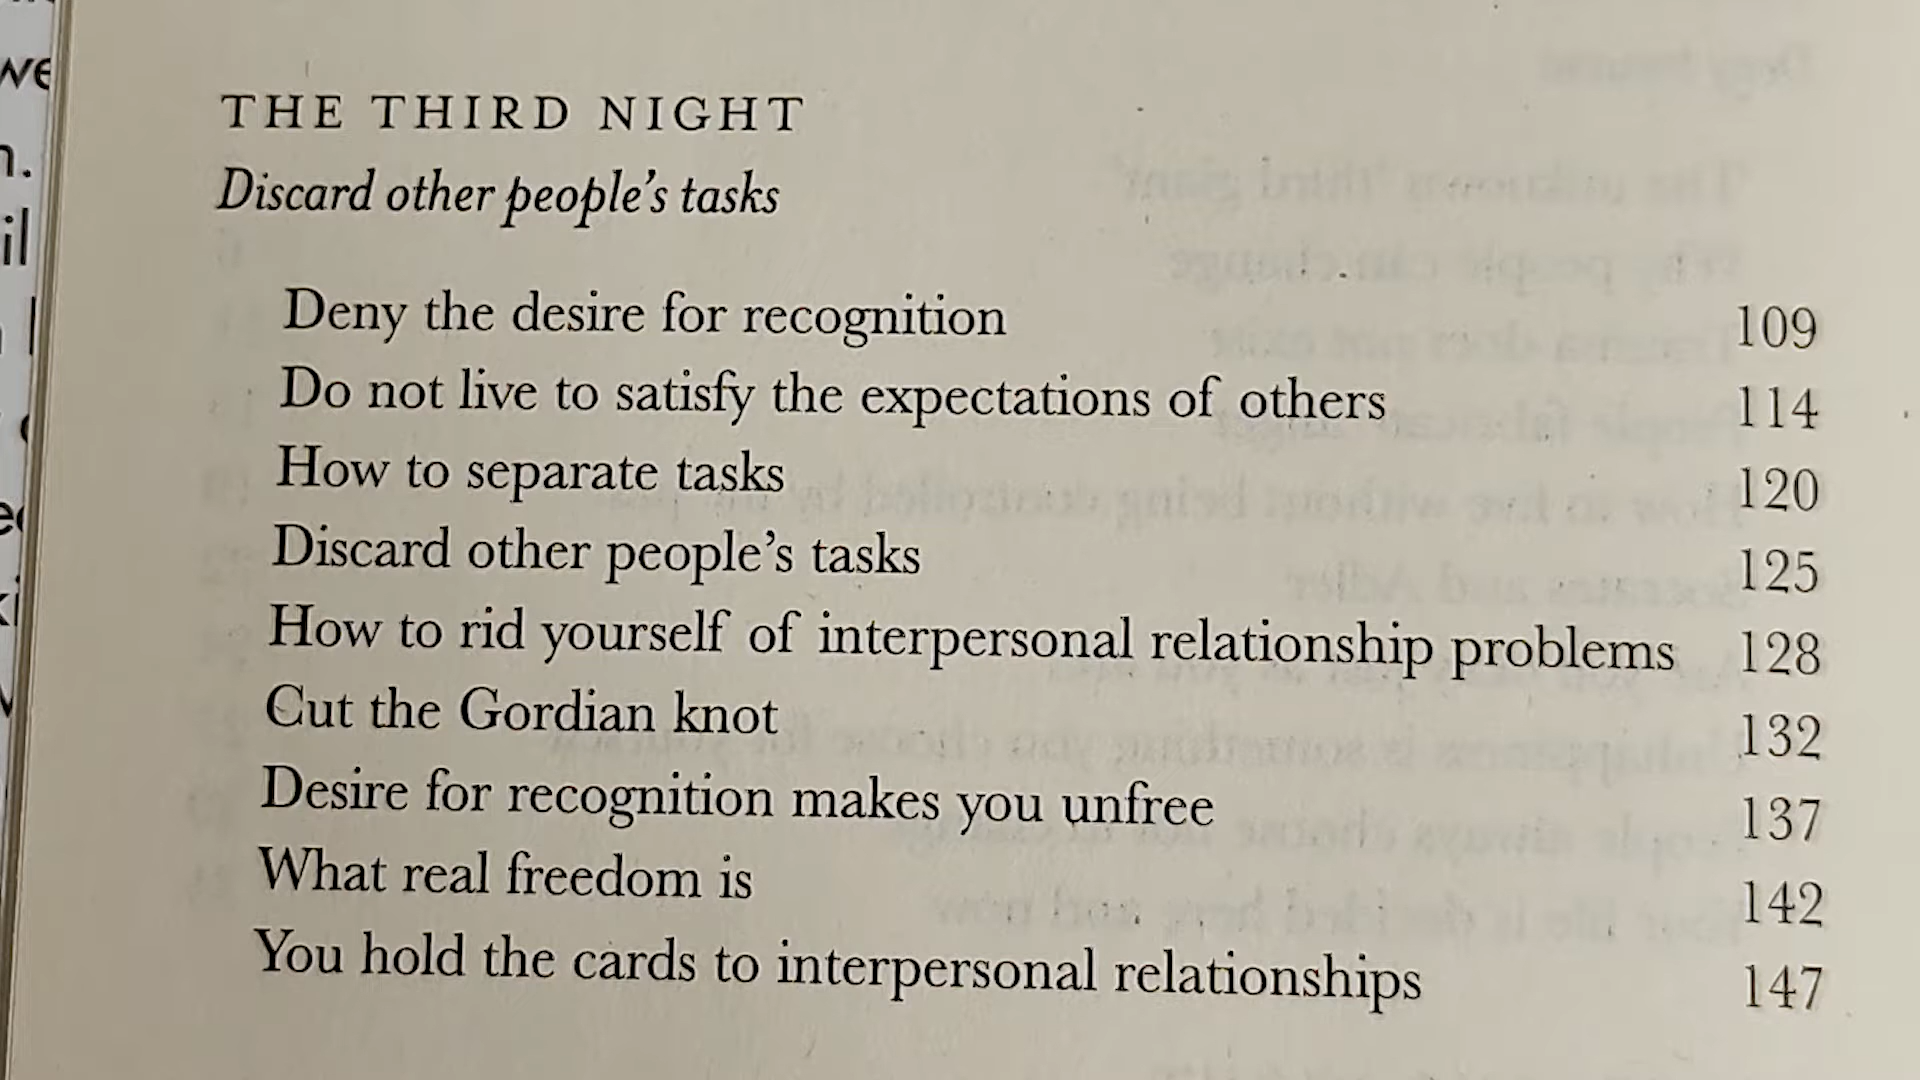 THE THIRD NIGHT
Discard other people's tasks
Deny the desire for recognition 109
Do not live to satisfy the expectations of others 114
How to separate tasks 120
Discard other people's tasks 125
How to rid yourself of interpersonal relationship problems 128
Cut the Gordian knot 132
Desire for recognition makes you unfree 137
What real freedom is 142
You hold the cards to interpersonal relationships 147